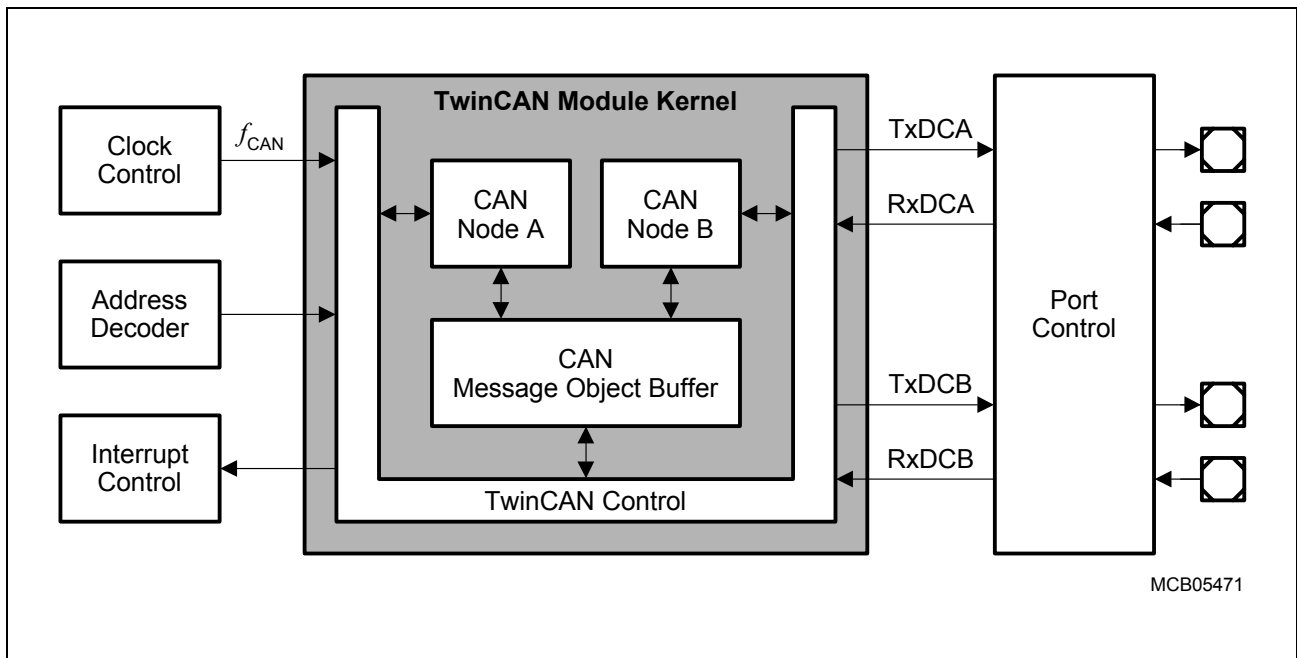 TwinCAN Module Kernel
Clock
Control
fCAN
Address
Decoder
Interrupt
Control
CAN
Node A
CAN
Node B
CAN
Message Object Buffer
TwinCAN Control
TxDCA
RxDCA
TxDCB
RxDCB
Port
Control
MCB05471